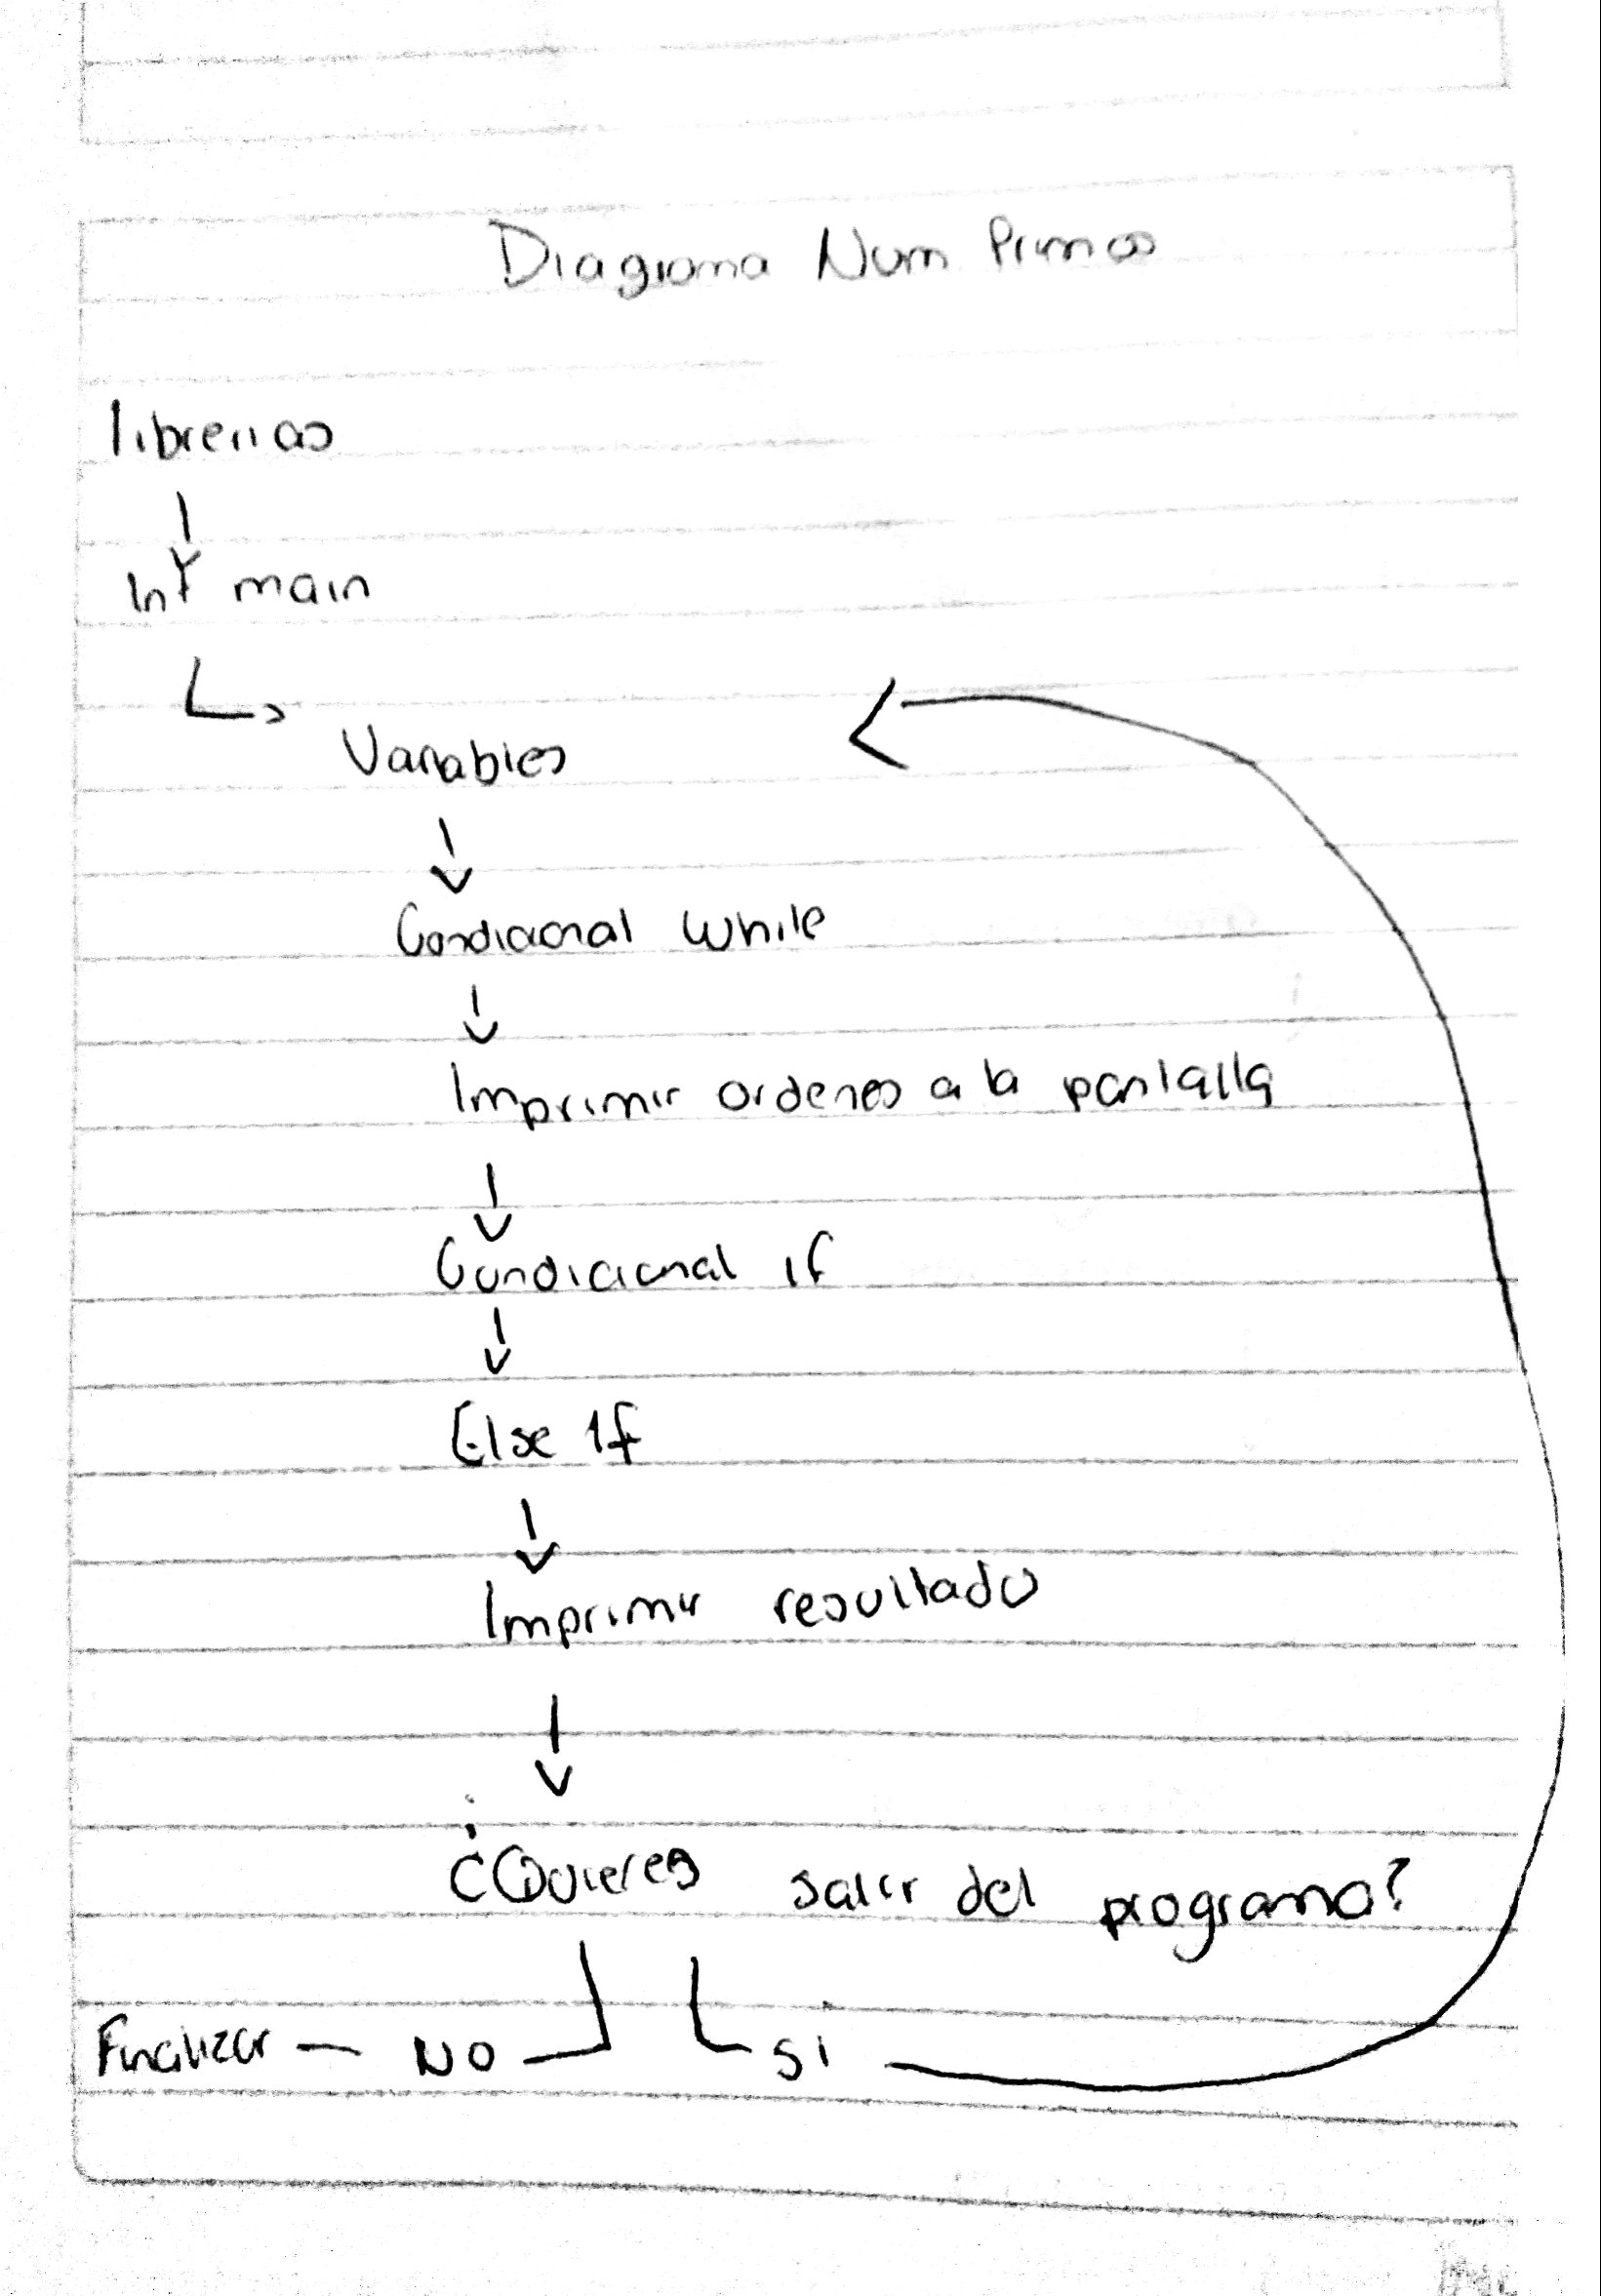 Diagrama Num Primos
librerias
Int main
Variables
Condicional While
Imprimir ordenes a la pantalla
Condicional if
Else If
Imprimir resultado
¿Quieres salir del programa?
Finalizar — NO SI